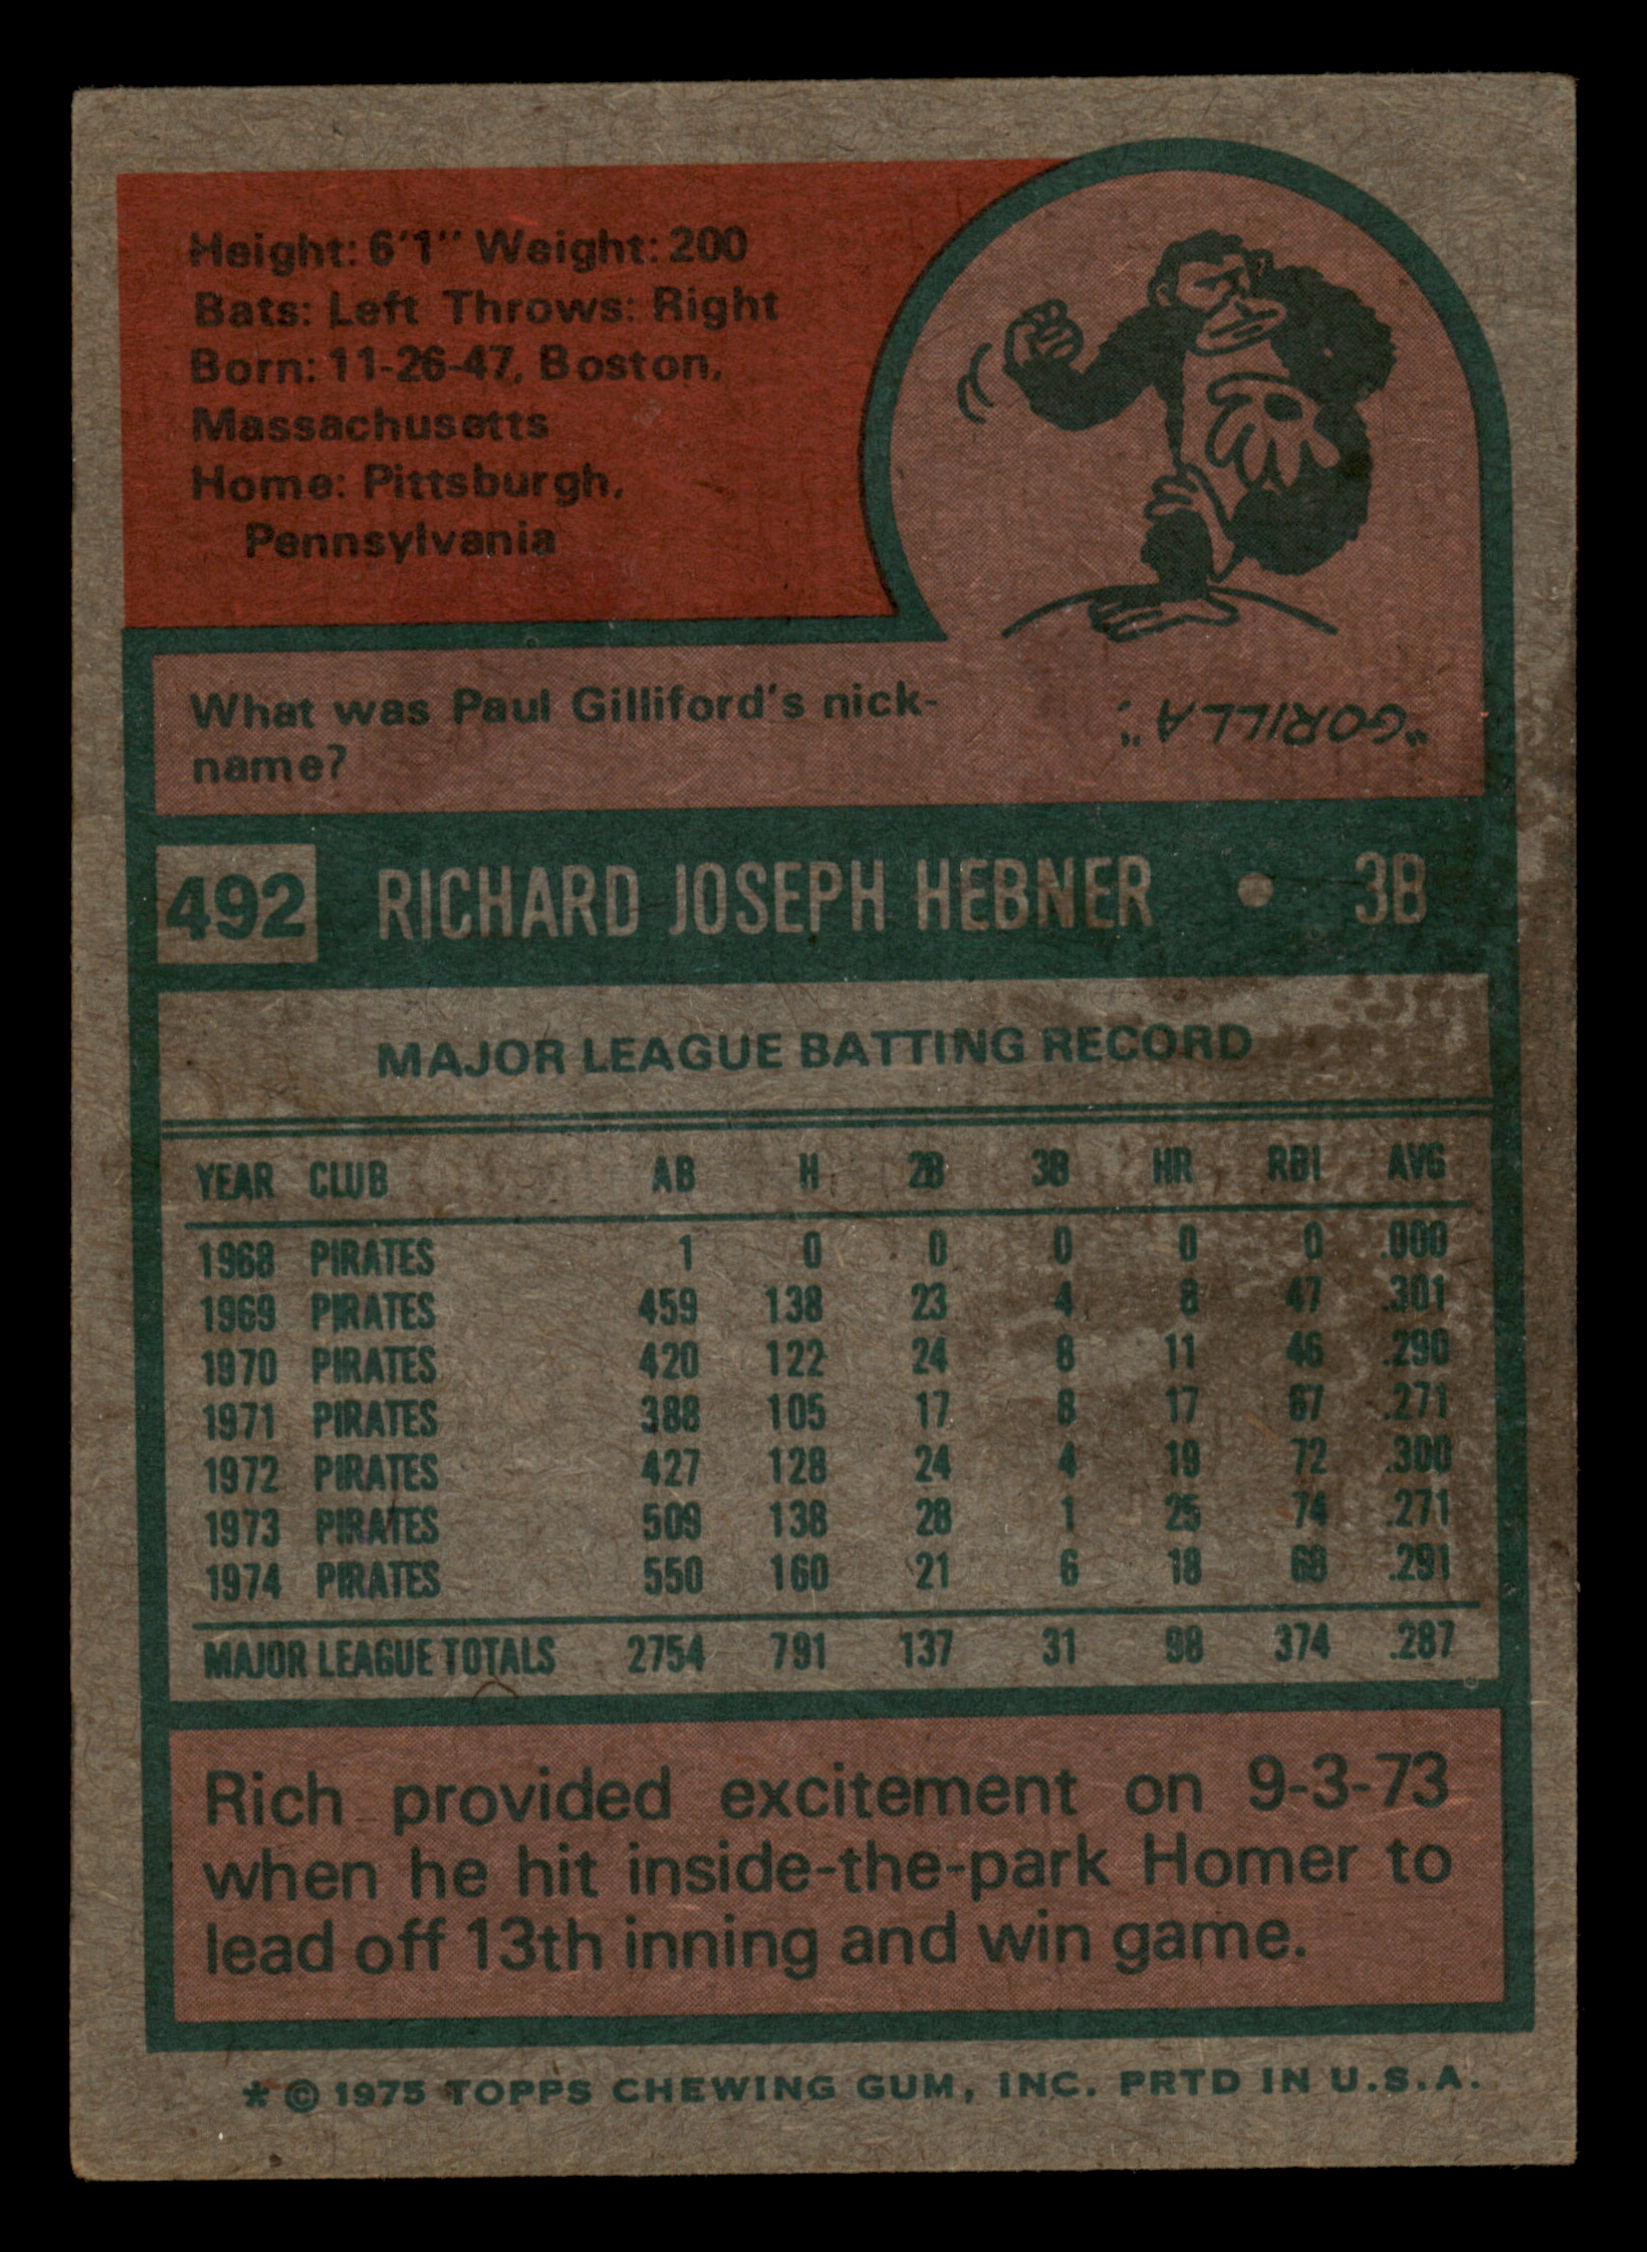 Height: 6'1" Weight: 200
Bats: Left Throws: Right
Born: 11-26-47, Boston,
Massachusetts
Home: Pittsburgh,
Pennsylvania
What was Paul Gilliford's nick-
name?
"GORILLA".
492 RICHARD JOSEPH HEBNER • 3B
MAJOR LEAGUE BATTING RECORD
YEAR CLUB AB H 2B 3B HR RBI AVG
1968 PIRATES 1 0 0 0 0 0 .000
1969 PIRATES 459 138 23 4 8 47 .301
1970 PIRATES 420 122 24 8 11 46 .290
1971 PIRATES 388 105 17 8 17 67 .271
1972 PIRATES 427 128 24 4 19 72 .300
1973 PIRATES 509 138 28 1 25 74 .271
1974 PIRATES 550 160 21 6 18 68 .291
MAJOR LEAGUE TOTALS 2754 791 137 31 98 374 .287
Rich provided excitement on 9-3-73
when he hit inside-the-park Homer to
lead off 13th inning and win game.
* © 1975 TOPPS CHEWING GUM, INC. PRTD IN U.S.A.